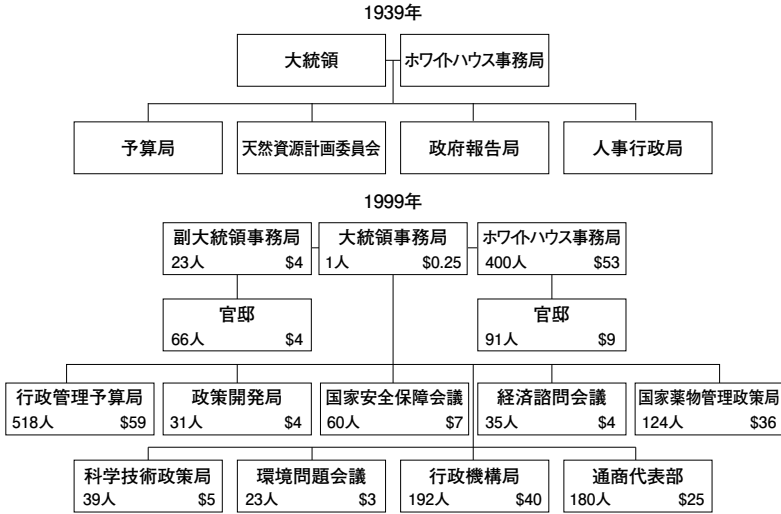 1939年
大統領 ホワイトハウス事務局
予算局 天然資源計画委員会 政府報告局 人事行政局
1999年
副大統領事務局 大統領事務局 ホワイトハウス事務局
23人 $4 1人 $0.25 400人 $53
官邸 官邸
66人 $4 91人 $9
行政管理予算局 政策開発局 国家安全保障会議 経済諮問会議 国家薬物管理政策局
518人 $59 31人 $4 60人 $7 35人 $4 124人 $36
科学技術政策局 環境問題会議 行政機構局 通商代表部
39人 $5 23人 $3 192人 $40 180人 $25